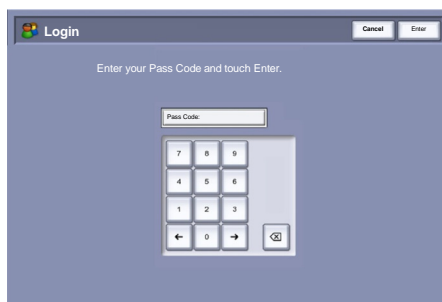 Login
Cancel
Enter
Enter your Pass Code and touch Enter.
Pass Code:
7 8 9
4 5 6
1 2 3
← 0 →